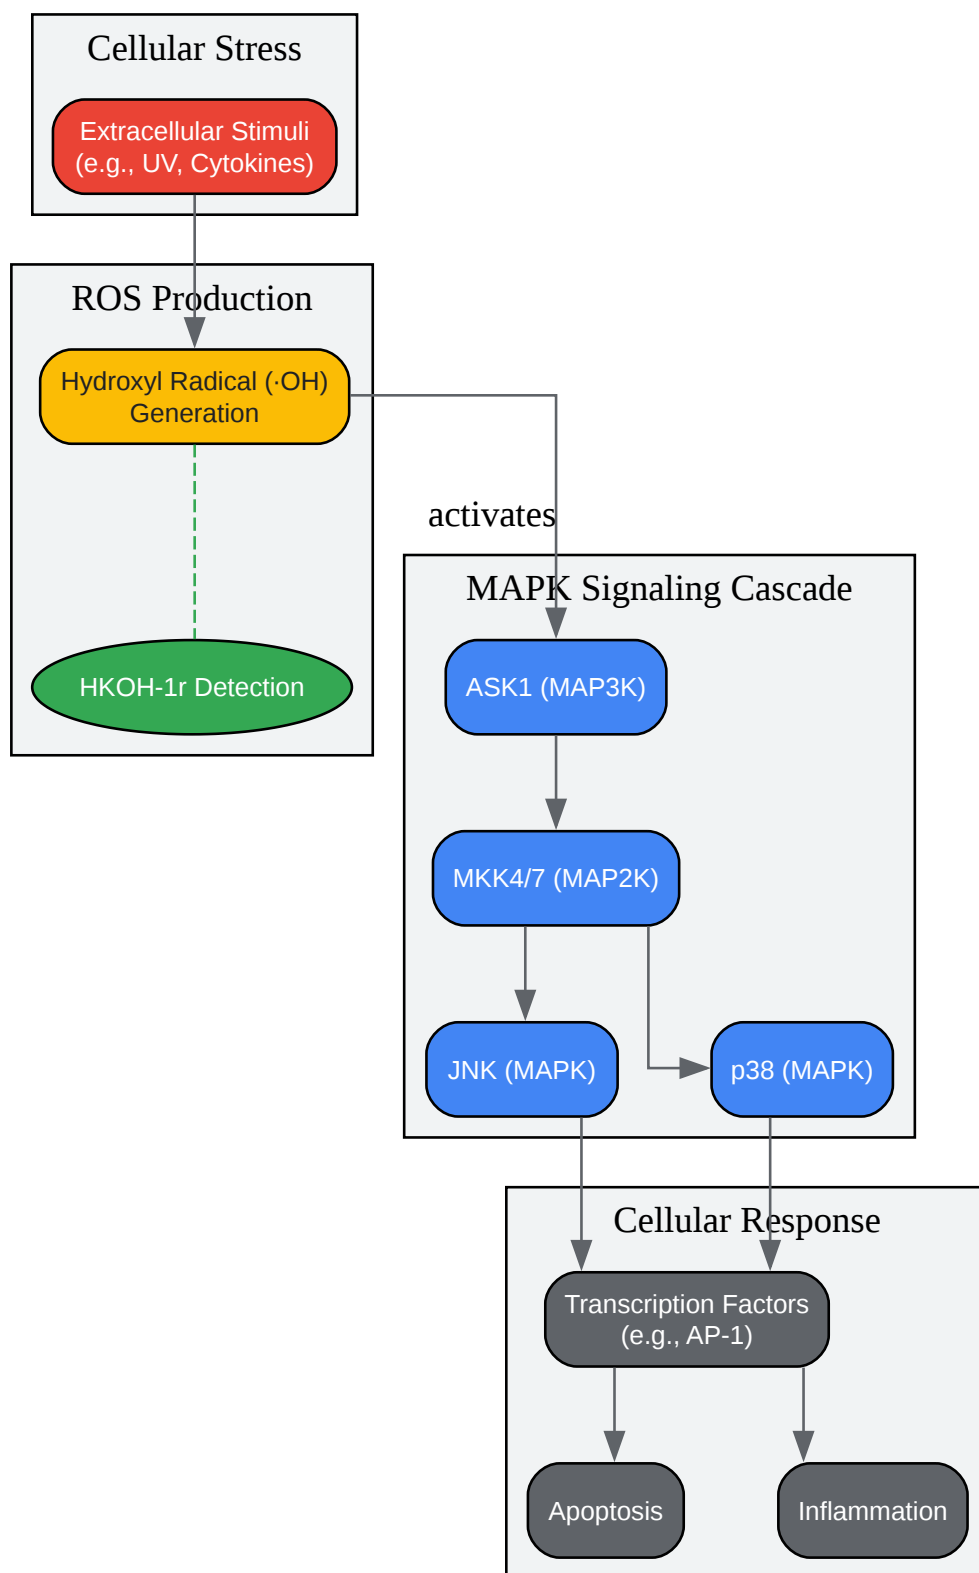 Cellular Stress
Extracellular Stimuli
(e.g., UV, Cytokines)
ROS Production
Hydroxyl Radical (·OH)
Generation
activates
MAPK Signaling Cascade
HKOH-1r Detection
ASK1 (MAP3K)
MKK4/7 (MAP2K)
JNK (MAPK)
p38 (MAPK)
Cellular Response
Transcription Factors
(e.g., AP-1)
Apoptosis
Inflammation